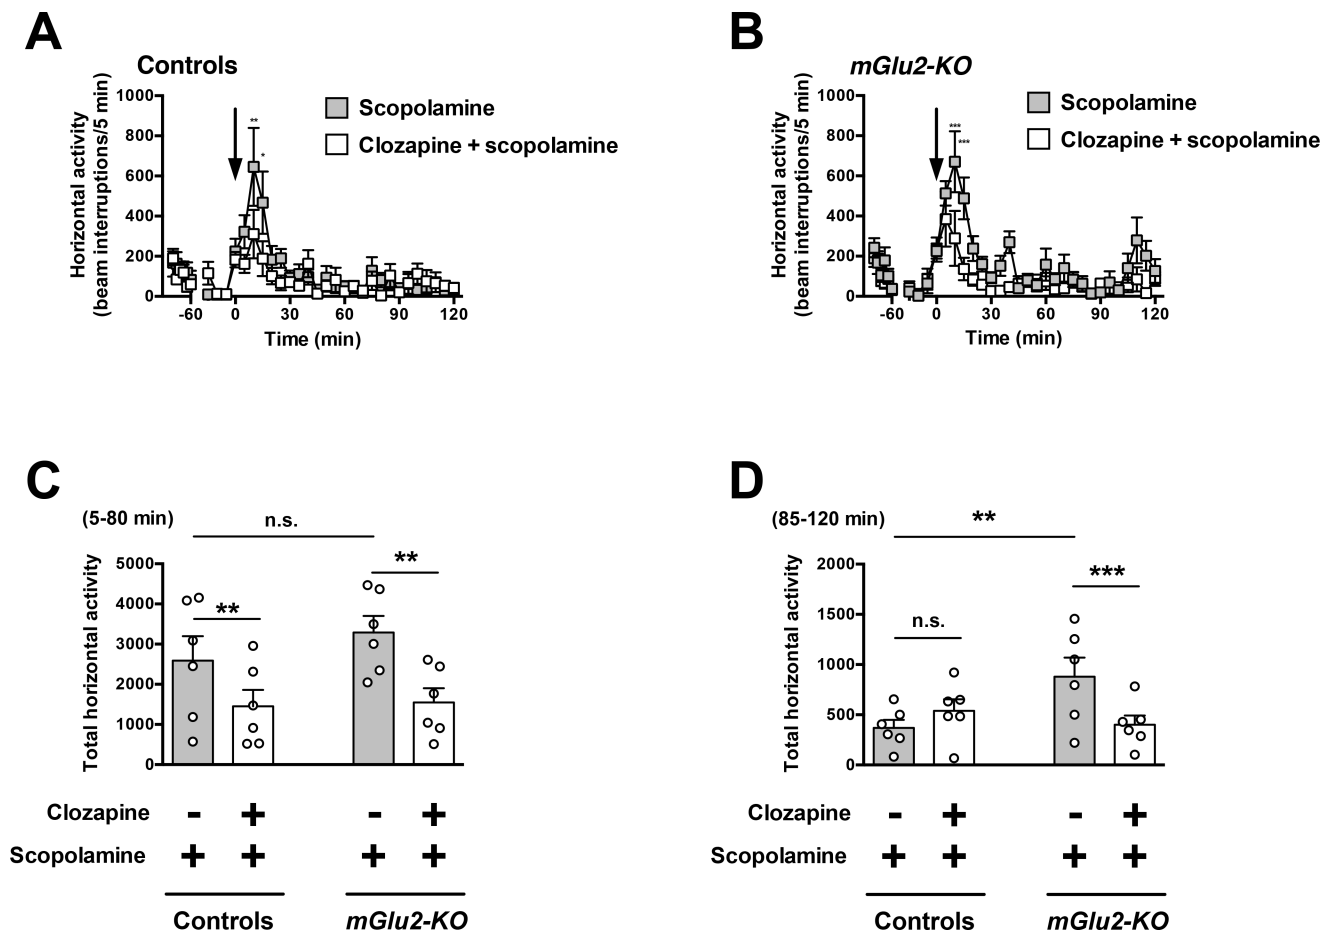 A
Controls
Horizontal activity
(beam interruptions/5 min)
1000
800
600
400
200
0
-60 0 30 60 90 120
Time (min)
** *
Scopolamine
Clozapine + scopolamine
B
mGlu2-KO
Horizontal activity
(beam interruptions/5 min)
1000
800
600
400
200
0
-60 0 30 60 90 120
Time (min)
*** ***
Scopolamine
Clozapine + scopolamine
C
(5-80 min)
n.s.
**
**
Total horizontal activity
5000
4000
3000
2000
1000
0
Clozapine - + - +
Scopolamine + + + +
Controls mGlu2-KO
D
(85-120 min)
**
***
n.s.
Total horizontal activity
2000
1500
1000
500
0
Clozapine - + - +
Scopolamine + + + +
Controls mGlu2-KO